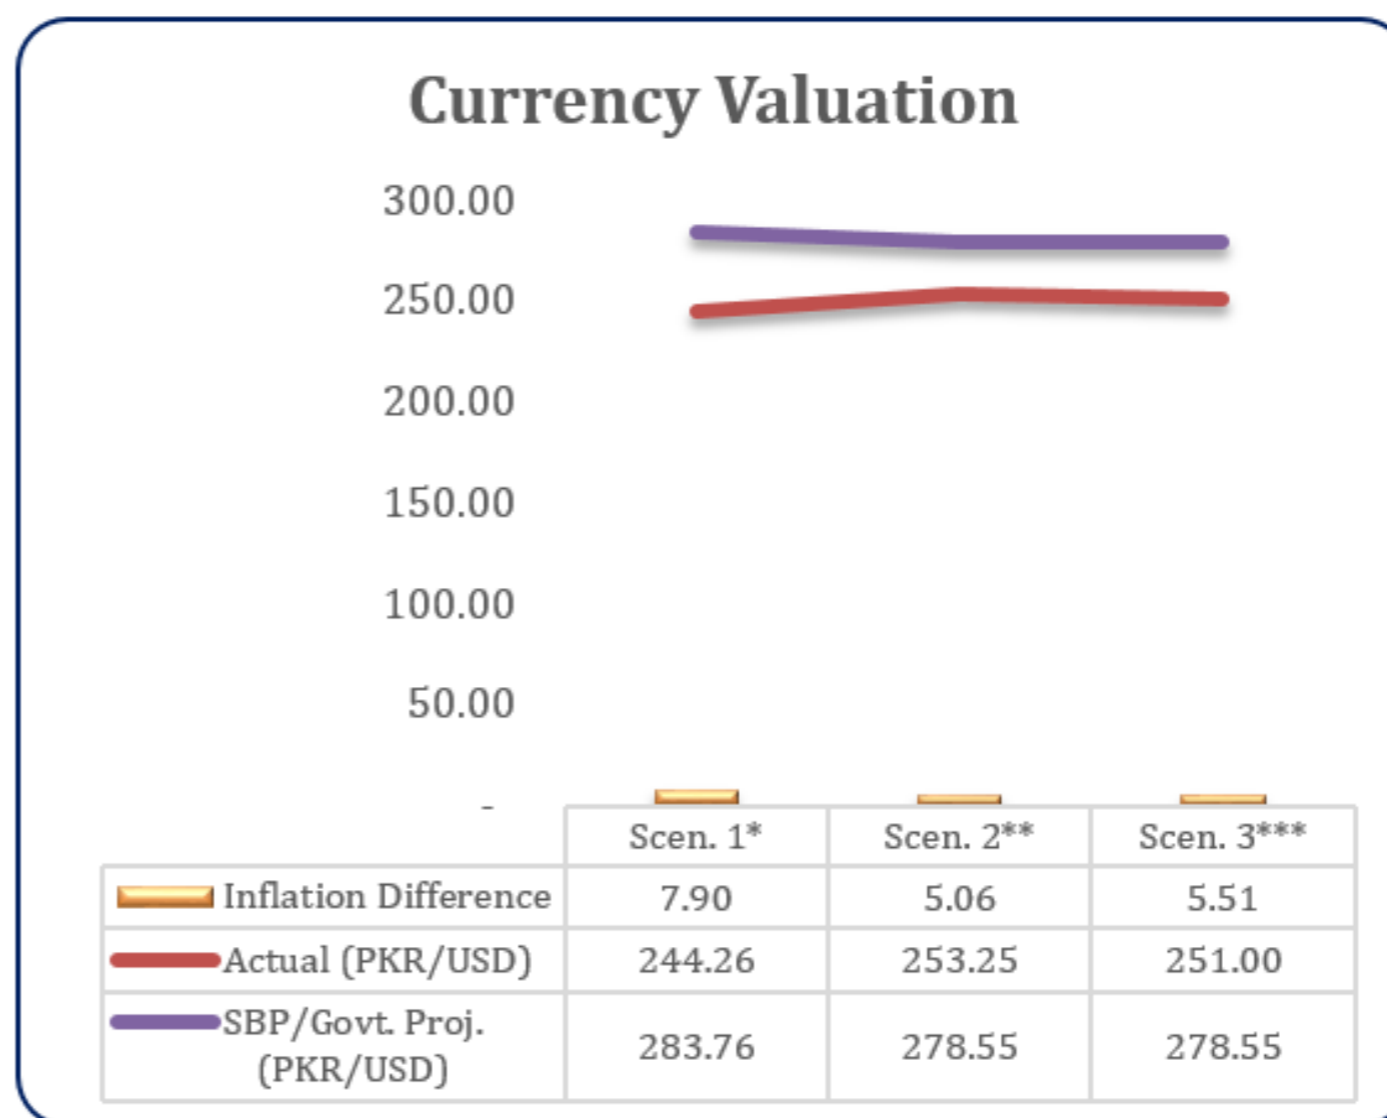 Currency Valuation
300.00
250.00
200.00
150.00
100.00
50.00
-
Scen. 1* Scen. 2** Scen. 3***
Inflation Difference 7.90 5.06 5.51
Actual (PKR/USD) 244.26 253.25 251.00
SBP/Govt. Proj.
(PKR/USD) 283.76 278.55 278.55